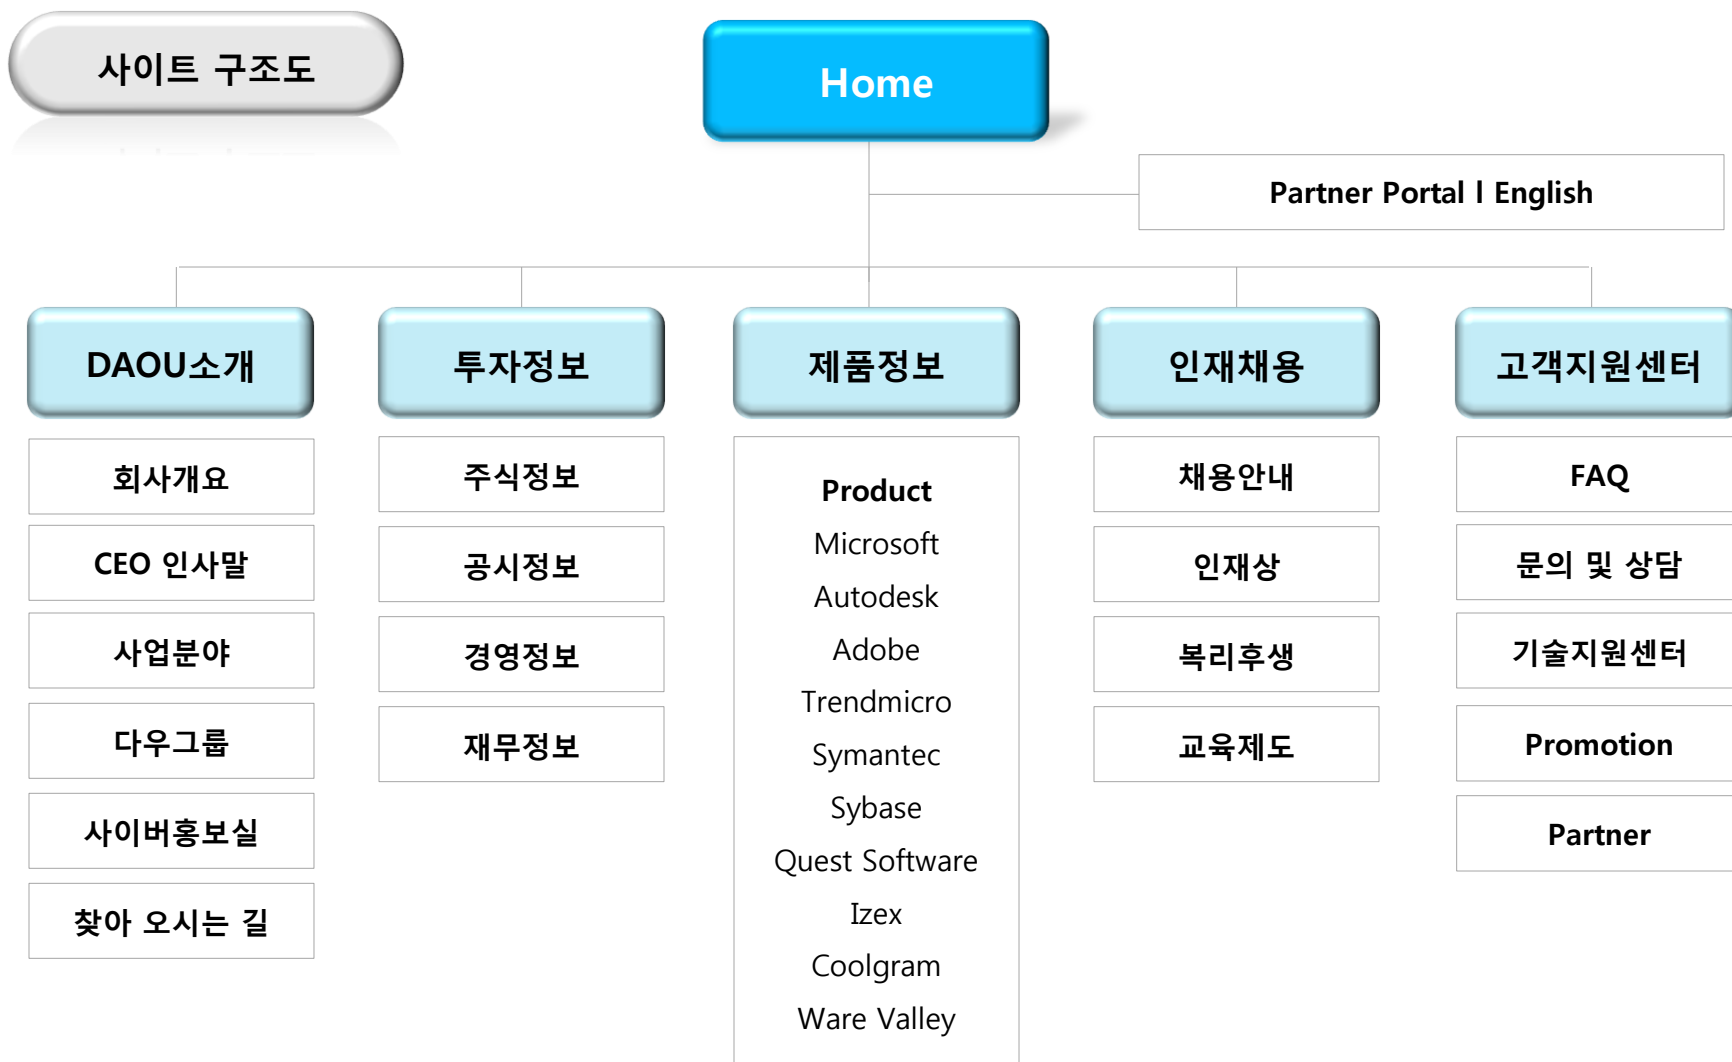 사이트 구조도
Home
Partner Portal l English
DAOU소개
투자정보
제품정보
인재채용
고객지원센터
회사개요
CEO 인사말
사업분야
다우그룹
사이버홍보실
찾아 오시는 길
주식정보
공시정보
경영정보
재무정보
Product
Microsoft
Autodesk
Adobe
Trendmicro
Symantec
Sybase
Quest Software
Izex
Coolgram
Ware Valley
채용안내
인재상
복리후생
교육제도
FAQ
문의 및 상담
기술지원센터
Promotion
Partner